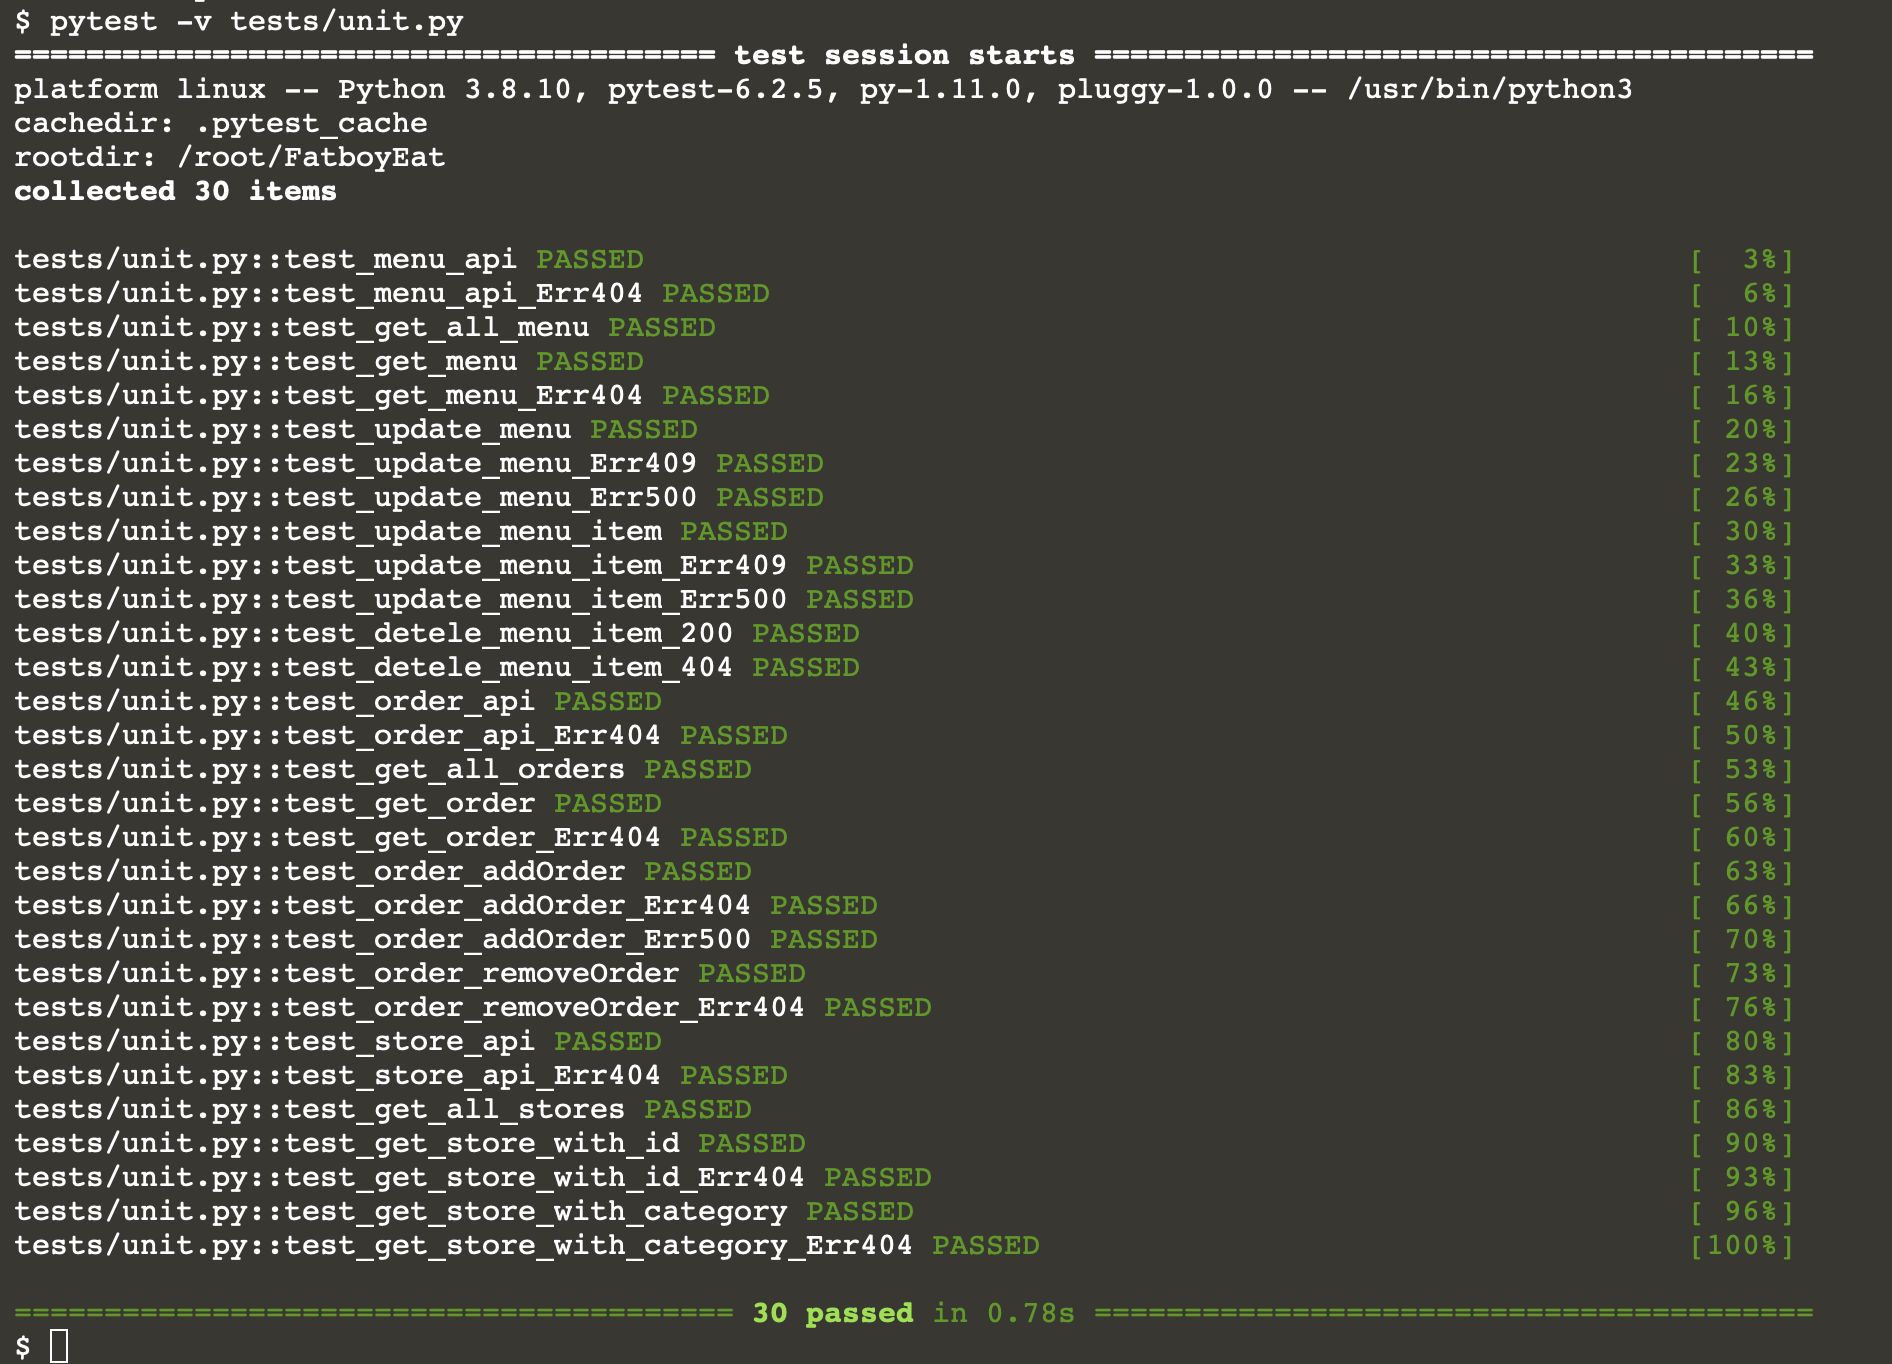 $ pytest -v tests/unit.py
======================================= test session starts ========================================
platform linux -- Python 3.8.10, pytest-6.2.5, py-1.11.0, pluggy-1.0.0 -- /usr/bin/python3
cachedir: .pytest_cache
rootdir: /root/FatboyEat
collected 30 items
tests/unit.py::test_menu_api PASSED [  3%]
tests/unit.py::test_menu_api_Err404 PASSED [  6%]
tests/unit.py::test_get_all_menu PASSED [ 10%]
tests/unit.py::test_get_menu PASSED [ 13%]
tests/unit.py::test_get_menu_Err404 PASSED [ 16%]
tests/unit.py::test_update_menu PASSED [ 20%]
tests/unit.py::test_update_menu_Err409 PASSED [ 23%]
tests/unit.py::test_update_menu_Err500 PASSED [ 26%]
tests/unit.py::test_update_menu_item PASSED [ 30%]
tests/unit.py::test_update_menu_item_Err409 PASSED [ 33%]
tests/unit.py::test_update_menu_item_Err500 PASSED [ 36%]
tests/unit.py::test_detele_menu_item_200 PASSED [ 40%]
tests/unit.py::test_detele_menu_item_404 PASSED [ 43%]
tests/unit.py::test_order_api PASSED [ 46%]
tests/unit.py::test_order_api_Err404 PASSED [ 50%]
tests/unit.py::test_get_all_orders PASSED [ 53%]
tests/unit.py::test_get_order PASSED [ 56%]
tests/unit.py::test_get_order_Err404 PASSED [ 60%]
tests/unit.py::test_order_addOrder PASSED [ 63%]
tests/unit.py::test_order_addOrder_Err404 PASSED [ 66%]
tests/unit.py::test_order_addOrder_Err500 PASSED [ 70%]
tests/unit.py::test_order_removeOrder PASSED [ 73%]
tests/unit.py::test_order_removeOrder_Err404 PASSED [ 76%]
tests/unit.py::test_store_api PASSED [ 80%]
tests/unit.py::test_store_api_Err404 PASSED [ 83%]
tests/unit.py::test_get_all_stores PASSED [ 86%]
tests/unit.py::test_get_store_with_id PASSED [ 90%]
tests/unit.py::test_get_store_with_id_Err404 PASSED [ 93%]
tests/unit.py::test_get_store_with_category PASSED [ 96%]
tests/unit.py::test_get_store_with_category_Err404 PASSED [100%]
======================================== 30 passed in 0.78s ========================================
$